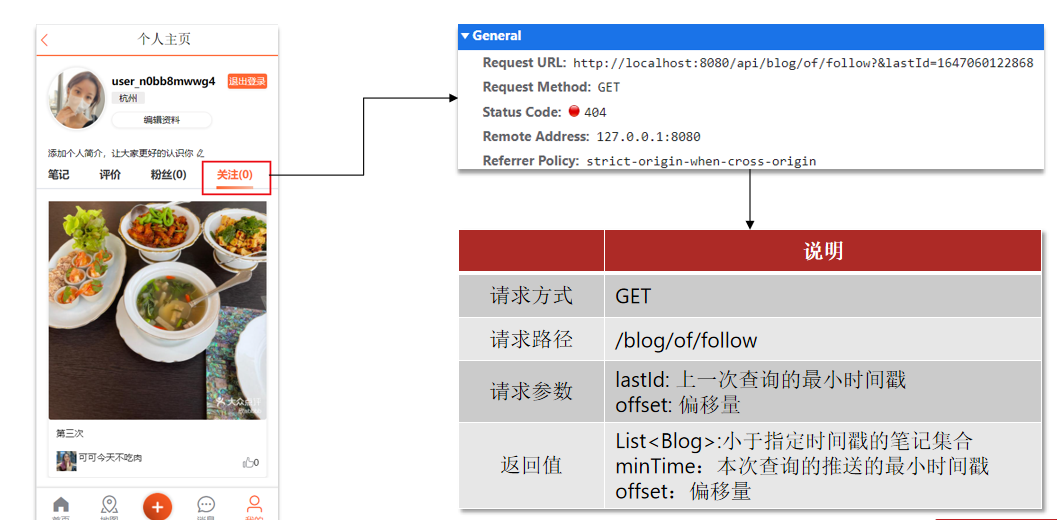 个人主页
user_n0bb8mwwg4
退出登录
杭州
编辑资料
添加个人简介，让大家更好的认识你
笔记 评价 粉丝(0) 关注(0)
大众点评
第三次
可可今天不吃肉
0
首页 地图 消息 我的
General
Request URL: http://localhost:8080/api/blog/of/follow?&lastId=1647060122868
Request Method: GET
Status Code: 404
Remote Address: 127.0.0.1:8080
Referrer Policy: strict-origin-when-cross-origin
说明
请求方式 GET
请求路径 /blog/of/follow
请求参数 lastId: 上一次查询的最小时间戳
offset: 偏移量
返回值 List<Blog>:小于指定时间戳的笔记集合
minTime：本次查询的推送的最小时间戳
offset：偏移量